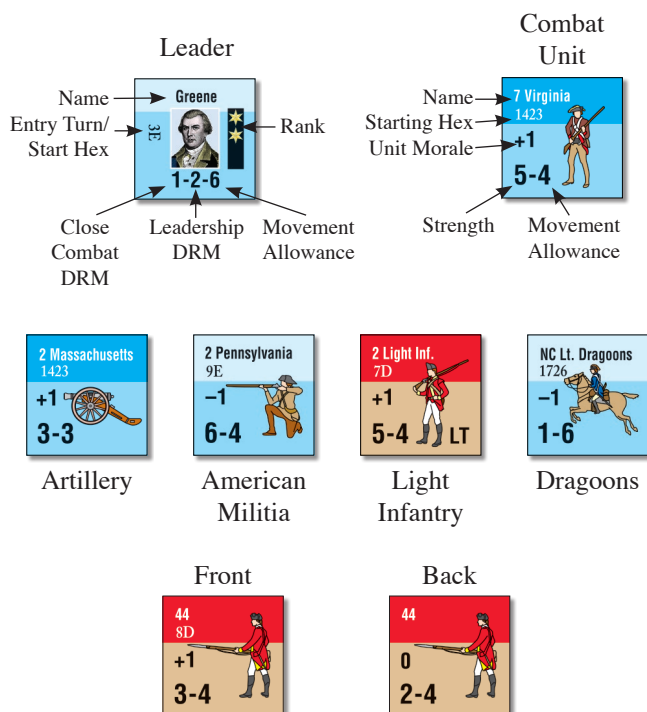 Leader
Combat
Unit
Name
Greene
Entry Turn/
Start Hex
3E
Rank
1-2-6
Close
Combat
DRM
Leadership
DRM
Movement
Allowance
Name
7 Virginia
Starting Hex
1423
Unit Morale
+1
5-4
Strength
Movement
Allowance
2 Massachusetts
1423
+1
3-3
Artillery
2 Pennsylvania
9E
−1
6-4
American
Militia
2 Light Inf.
7D
+1
5-4 LT
Light
Infantry
NC Lt. Dragoons
1726
−1
1-6
Dragoons
Front
44
8D
+1
3-4
Back
44
0
2-4